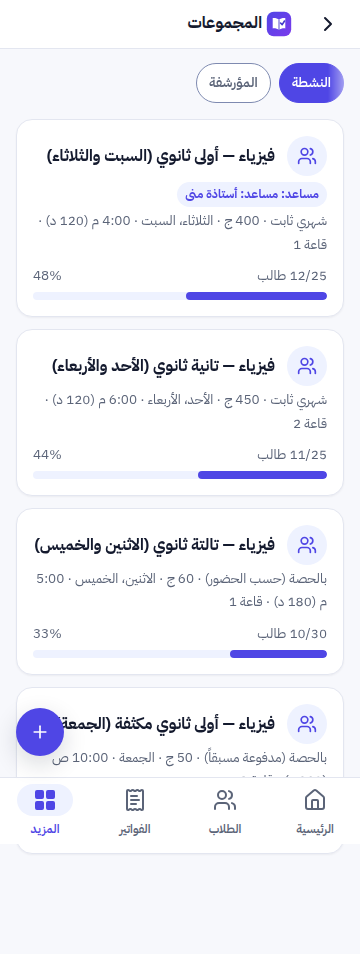 المجموعات
النشطة
المؤرشفة
فيزياء — أولى ثانوي (السبت والثلاثاء)
مساعد: مساعد: أستاذة منى
شهري ثابت · 400 ج · الثلاثاء، السبت · 4:00 م (120 د) ·
قاعة 1
12/25 طالب
48%
فيزياء — تانية ثانوي (الأحد والأربعاء)
شهري ثابت · 450 ج · الأحد، الأربعاء · 6:00 م (120 د) ·
قاعة 2
11/25 طالب
44%
فيزياء — تالتة ثانوي (الاثنين والخميس)
بالحصة (حسب الحضور) · 60 ج · الاثنين، الخميس · 5:00
م (180 د) · قاعة 1
10/30 طالب
33%
فيزياء — أولى ثانوي مكثفة (الجمعة
بالحصة (مدفوعة مسبقاً) · 50 ج · الجمعة · 10:00 ص
الرئيسية
الطلاب
الفواتير
المزيد